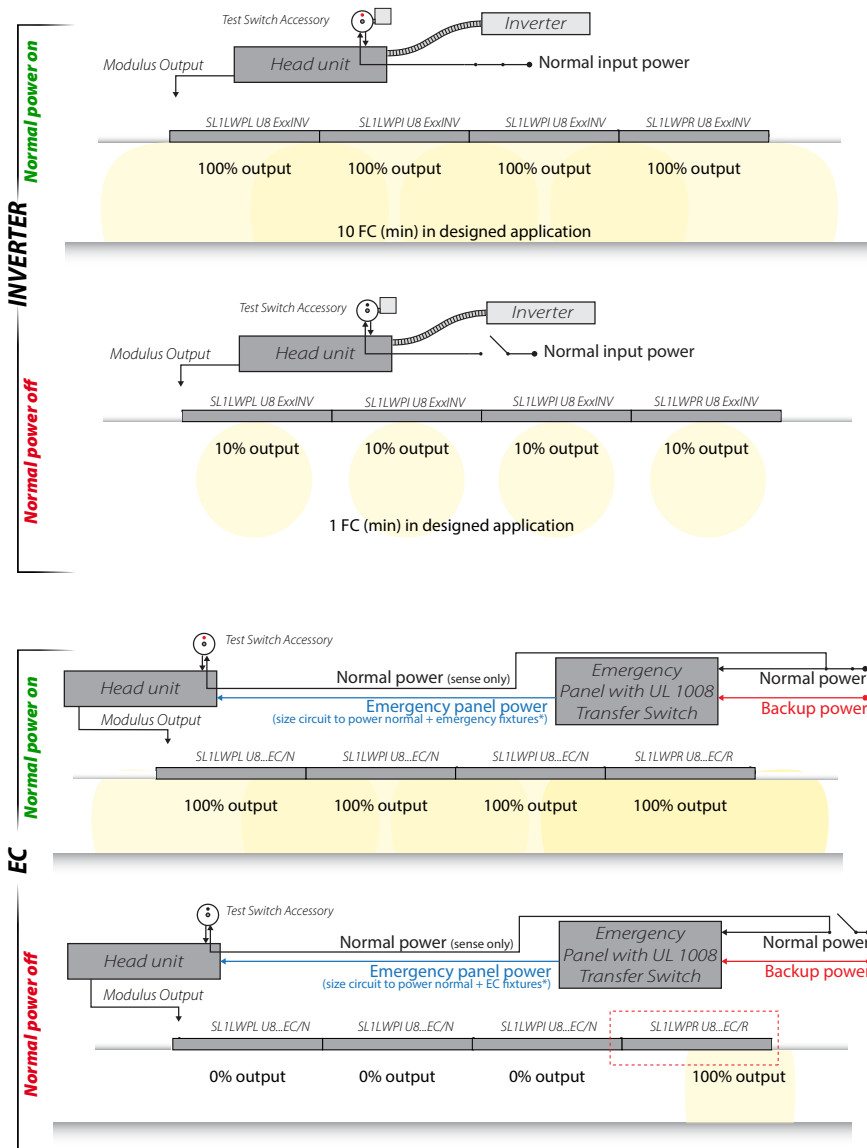 INVERTER
Normal power on
Test Switch Accessory
Inverter
Modulus Output
Head unit
Normal input power
SL1LWPL U8 ExxINV
SL1LWPI U8 ExxINV
SL1LWPI U8 ExxINV
SL1LWPR U8 ExxINV
100% output
100% output
100% output
100% output
10 FC (min) in designed application
Normal power off
Test Switch Accessory
Inverter
Modulus Output
Head unit
Normal input power
SL1LWPL U8 ExxINV
SL1LWPI U8 ExxINV
SL1LWPI U8 ExxINV
SL1LWPR U8 ExxINV
10% output
10% output
10% output
10% output
1 FC (min) in designed application
EC
Normal power on
Test Switch Accessory
Head unit
Normal power (sense only)
Emergency panel power
(size circuit to power normal + emergency fixtures*)
Emergency
Panel with UL 1008
Transfer Switch
Normal power
Backup power
Modulus Output
SL1LWPL U8...EC/N
SL1LWPI U8...EC/N
SL1LWPI U8...EC/N
SL1LWPR U8...EC/R
100% output
100% output
100% output
100% output
Normal power off
Test Switch Accessory
Head unit
Normal power (sense only)
Emergency panel power
(size circuit to power normal + EC fixtures*)
Emergency
Panel with UL 1008
Transfer Switch
Normal power
Backup power
Modulus Output
SL1LWPL U8...EC/N
SL1LWPI U8...EC/N
SL1LWPI U8...EC/N
SL1LWPR U8...EC/R
0% output
0% output
0% output
100% output